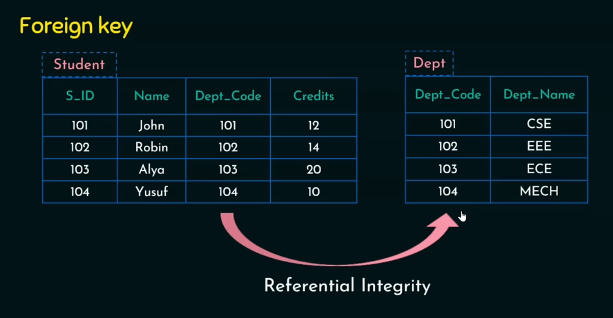 Foreign key
Student
S_ID Name Dept_Code Credits
101 John 101 12
102 Robin 102 14
103 Alya 103 20
104 Yusuf 104 10
Dept
Dept_Code Dept_Name
101 CSE
102 EEE
103 ECE
104 MECH
Referential Integrity